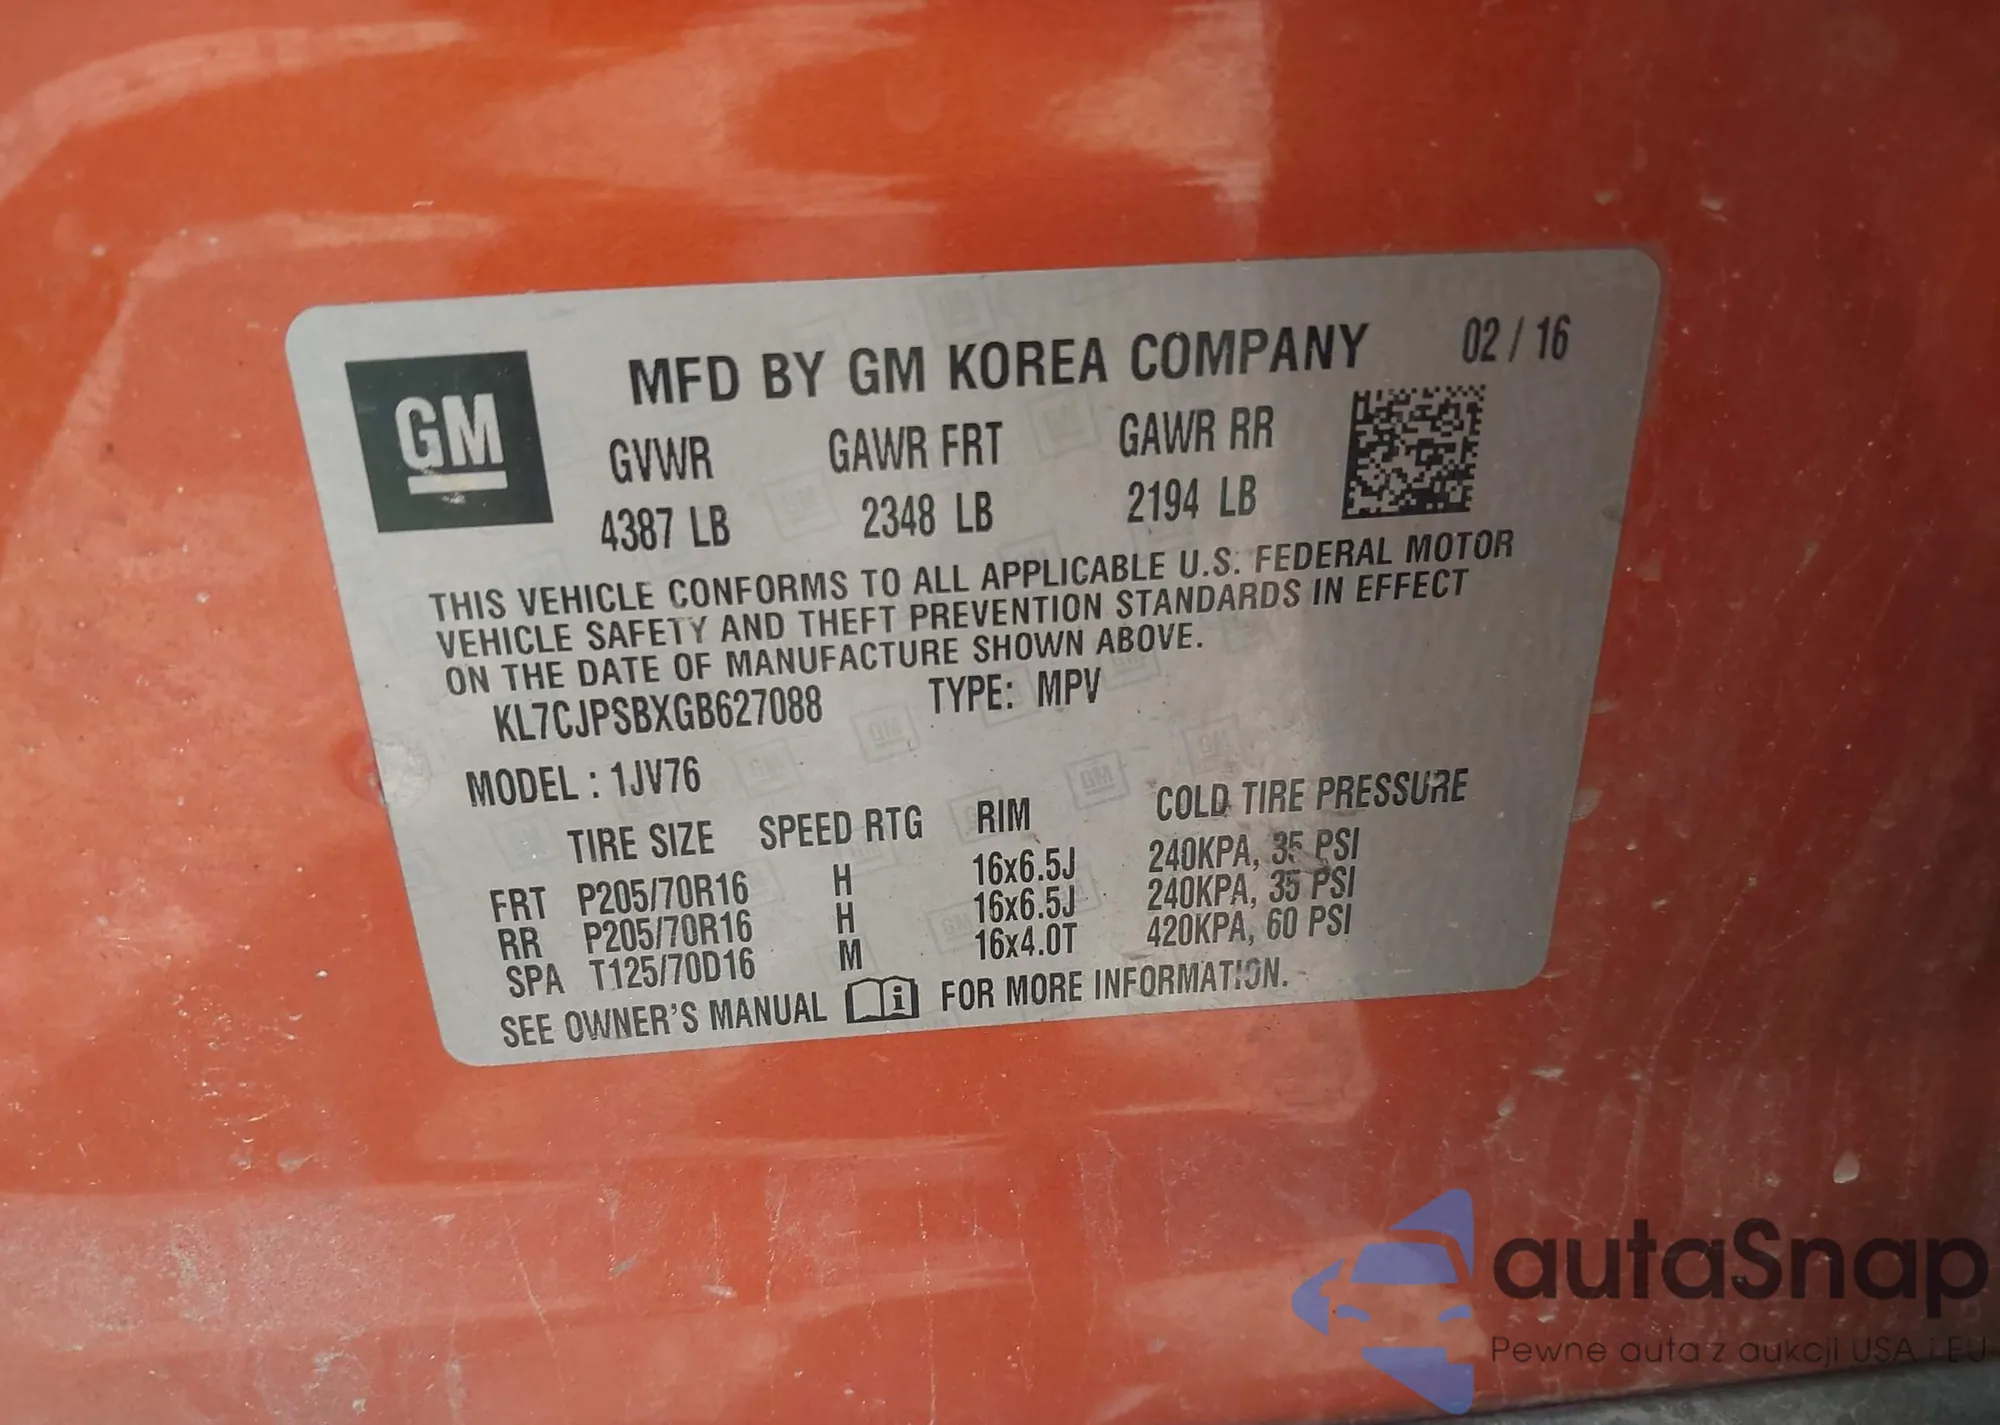 GM
MFD BY GM KOREA COMPANY 02 / 16
GVWR GAWR FRT GAWR RR
4387 LB 2348 LB 2194 LB
THIS VEHICLE CONFORMS TO ALL APPLICABLE U.S. FEDERAL MOTOR
VEHICLE SAFETY AND THEFT PREVENTION STANDARDS IN EFFECT
ON THE DATE OF MANUFACTURE SHOWN ABOVE.
KL7CJPSBXGB627088 TYPE: MPV
MODEL : 1JV76
TIRE SIZE SPEED RTG RIM COLD TIRE PRESSURE
FRT P205/70R16 H 16x6.5J 240KPA, 35 PSI
RR P205/70R16 H 16x6.5J 240KPA, 35 PSI
SPA T125/70D16 M 16x4.0T 420KPA, 60 PSI
SEE OWNER'S MANUAL i FOR MORE INFORMATION.
autaSnap
Pewne auta z aukcji USA i EU